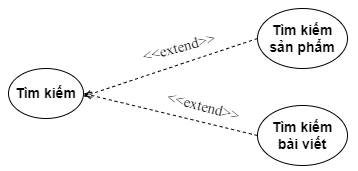 Tìm kiếm
sản phẩm
<<extend>>
Tìm kiếm
<<extend>>
Tìm kiếm
bài viết